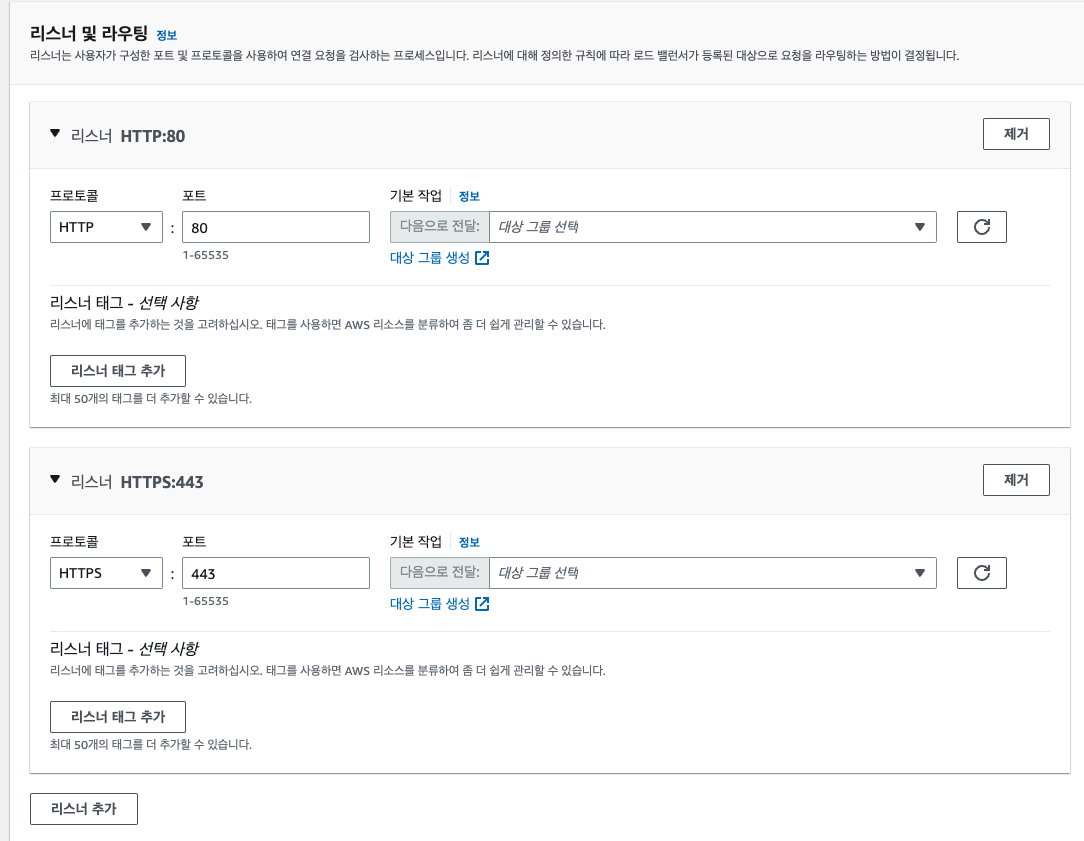 리스너 및 라우팅 정보
리스너는 사용자가 구성한 포트 및 프로토콜을 사용하여 연결 요청을 검사하는 프로세스입니다. 리스너에 대해 정의한 규칙에 따라 로드 밸런서가 등록된 대상으로 요청을 라우팅하는 방법이 결정됩니다.
리스너 HTTP:80
제거
프로토콜 포트 기본 작업 정보
HTTP : 80 다음으로 전달: 대상 그룹 선택
1-65535 대상 그룹 생성
리스너 태그 - 선택 사항
리스너에 태그를 추가하는 것을 고려하십시오. 태그를 사용하면 AWS 리소스를 분류하여 좀 더 쉽게 관리할 수 있습니다.
리스너 태그 추가
최대 50개의 태그를 더 추가할 수 있습니다.
리스너 HTTPS:443
제거
프로토콜 포트 기본 작업 정보
HTTPS : 443 다음으로 전달: 대상 그룹 선택
1-65535 대상 그룹 생성
리스너 태그 - 선택 사항
리스너에 태그를 추가하는 것을 고려하십시오. 태그를 사용하면 AWS 리소스를 분류하여 좀 더 쉽게 관리할 수 있습니다.
리스너 태그 추가
최대 50개의 태그를 더 추가할 수 있습니다.
리스너 추가